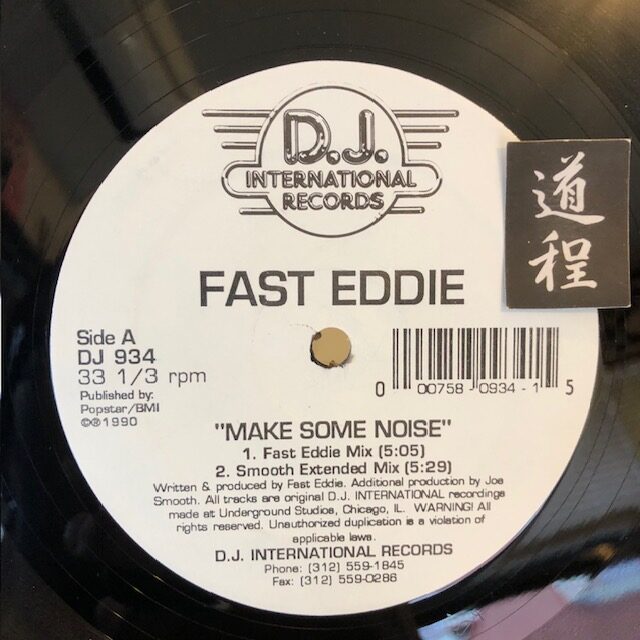 D.J.
INTERNATIONAL
RECORDS
道程
FAST EDDIE
Side A
DJ 934
33 1/3 rpm
Published by:
Popstar/BMI
©℗ 1990
0 00758-0934-1 5
"MAKE SOME NOISE"
1. Fast Eddie Mix (5:05)
2. Smooth Extended Mix (5:29)
Written & produced by Fast Eddie. Additional production by Joe
Smooth. All tracks are original D.J. INTERNATIONAL recordings
made at Underground Studios, Chicago, IL. WARNING! All
rights reserved. Unauthorized duplication is a violation of
applicable laws.
D.J. INTERNATIONAL RECORDS
Phone: (312) 559-1845
Fax: (312) 559-0286